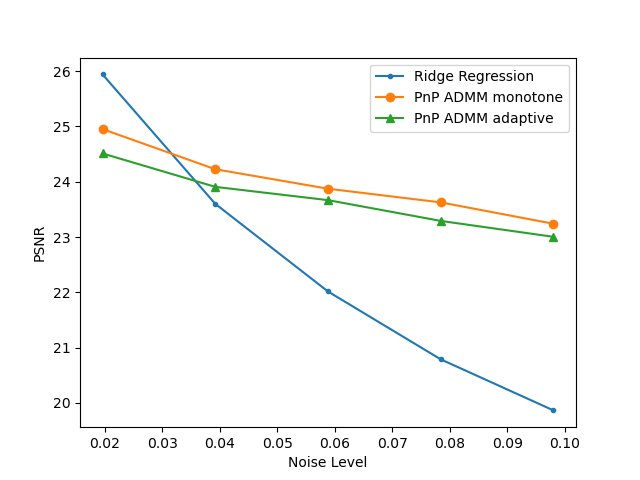 Ridge Regression
PnP ADMM monotone
PnP ADMM adaptive
PSNR
26
25
24
23
22
21
20
0.02 0.03 0.04 0.05 0.06 0.07 0.08 0.09 0.10
Noise Level